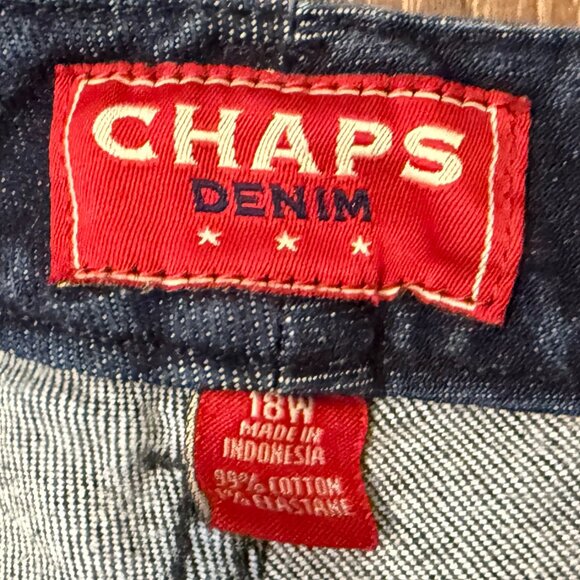 CHAPS
DENIM
18W
MADE IN
INDONESIA
99% COTTON
1% ELASTANE